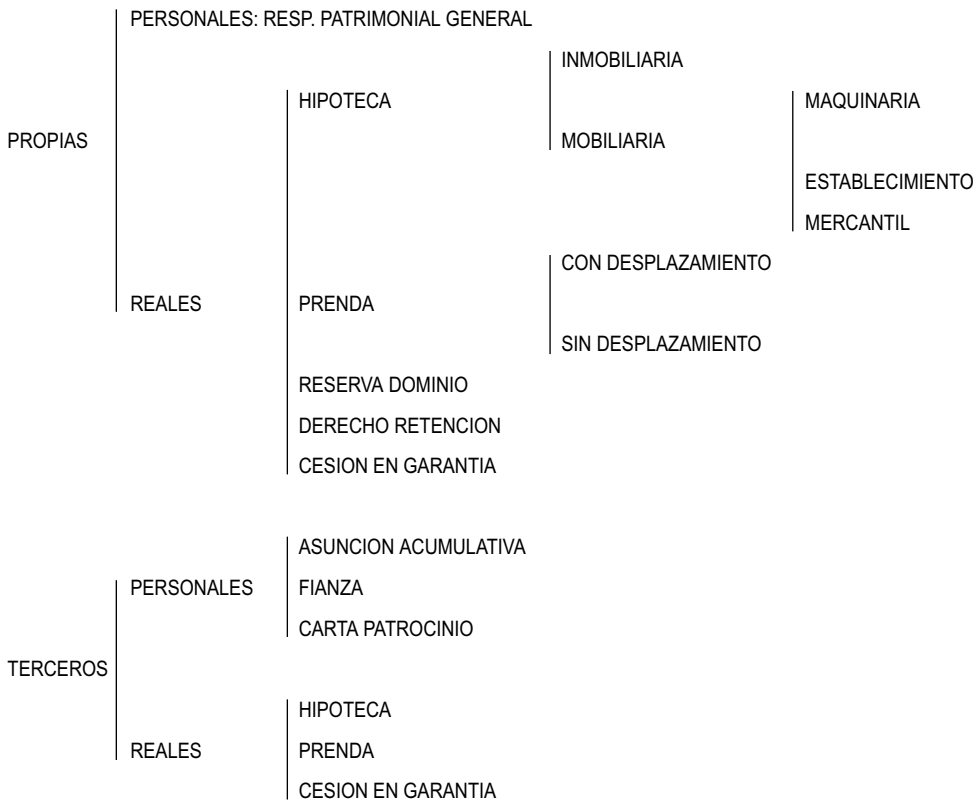 PERSONALES: RESP. PATRIMONIAL GENERAL
INMOBILIARIA
HIPOTECA
MAQUINARIA
PROPIAS
MOBILIARIA
ESTABLECIMIENTO
MERCANTIL
CON DESPLAZAMIENTO
REALES
PRENDA
SIN DESPLAZAMIENTO
RESERVA DOMINIO
DERECHO RETENCION
CESION EN GARANTIA
ASUNCION ACUMULATIVA
PERSONALES
FIANZA
CARTA PATROCINIO
TERCEROS
HIPOTECA
REALES
PRENDA
CESION EN GARANTIA